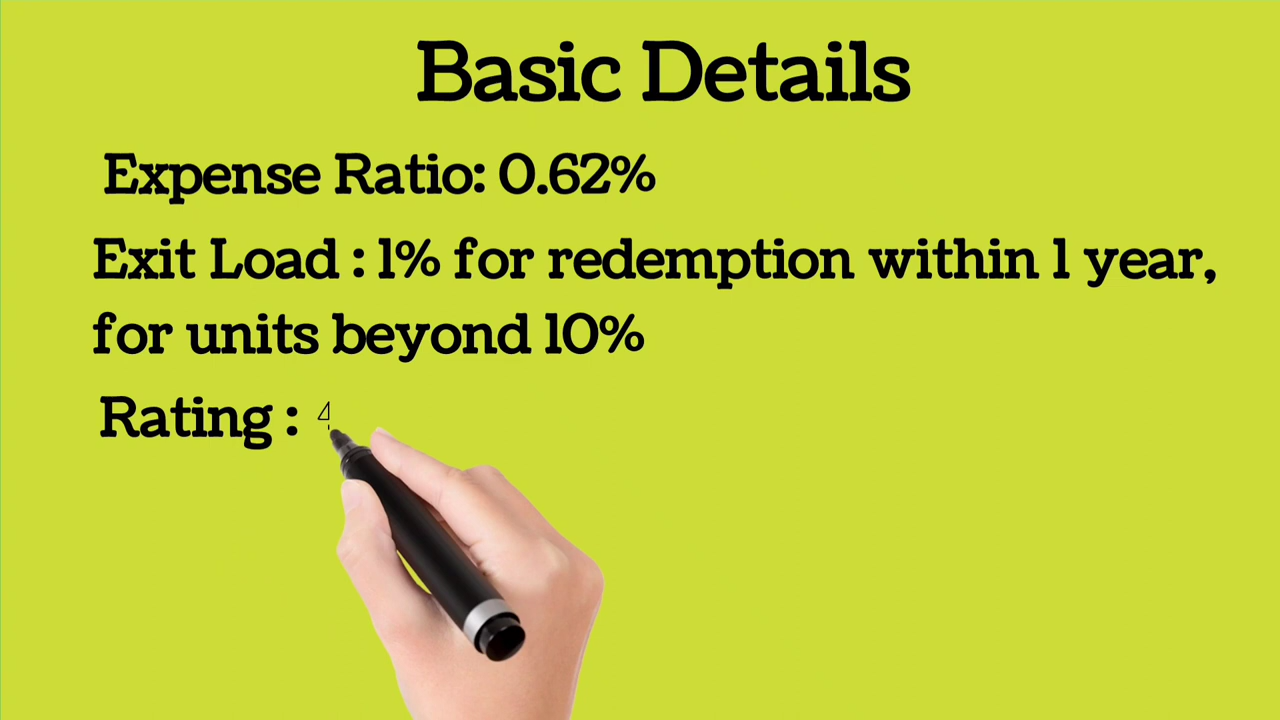 Basic Details
Expense Ratio: 0.62%
Exit Load : 1% for redemption within 1 year,
for units beyond 10%
Rating : 4